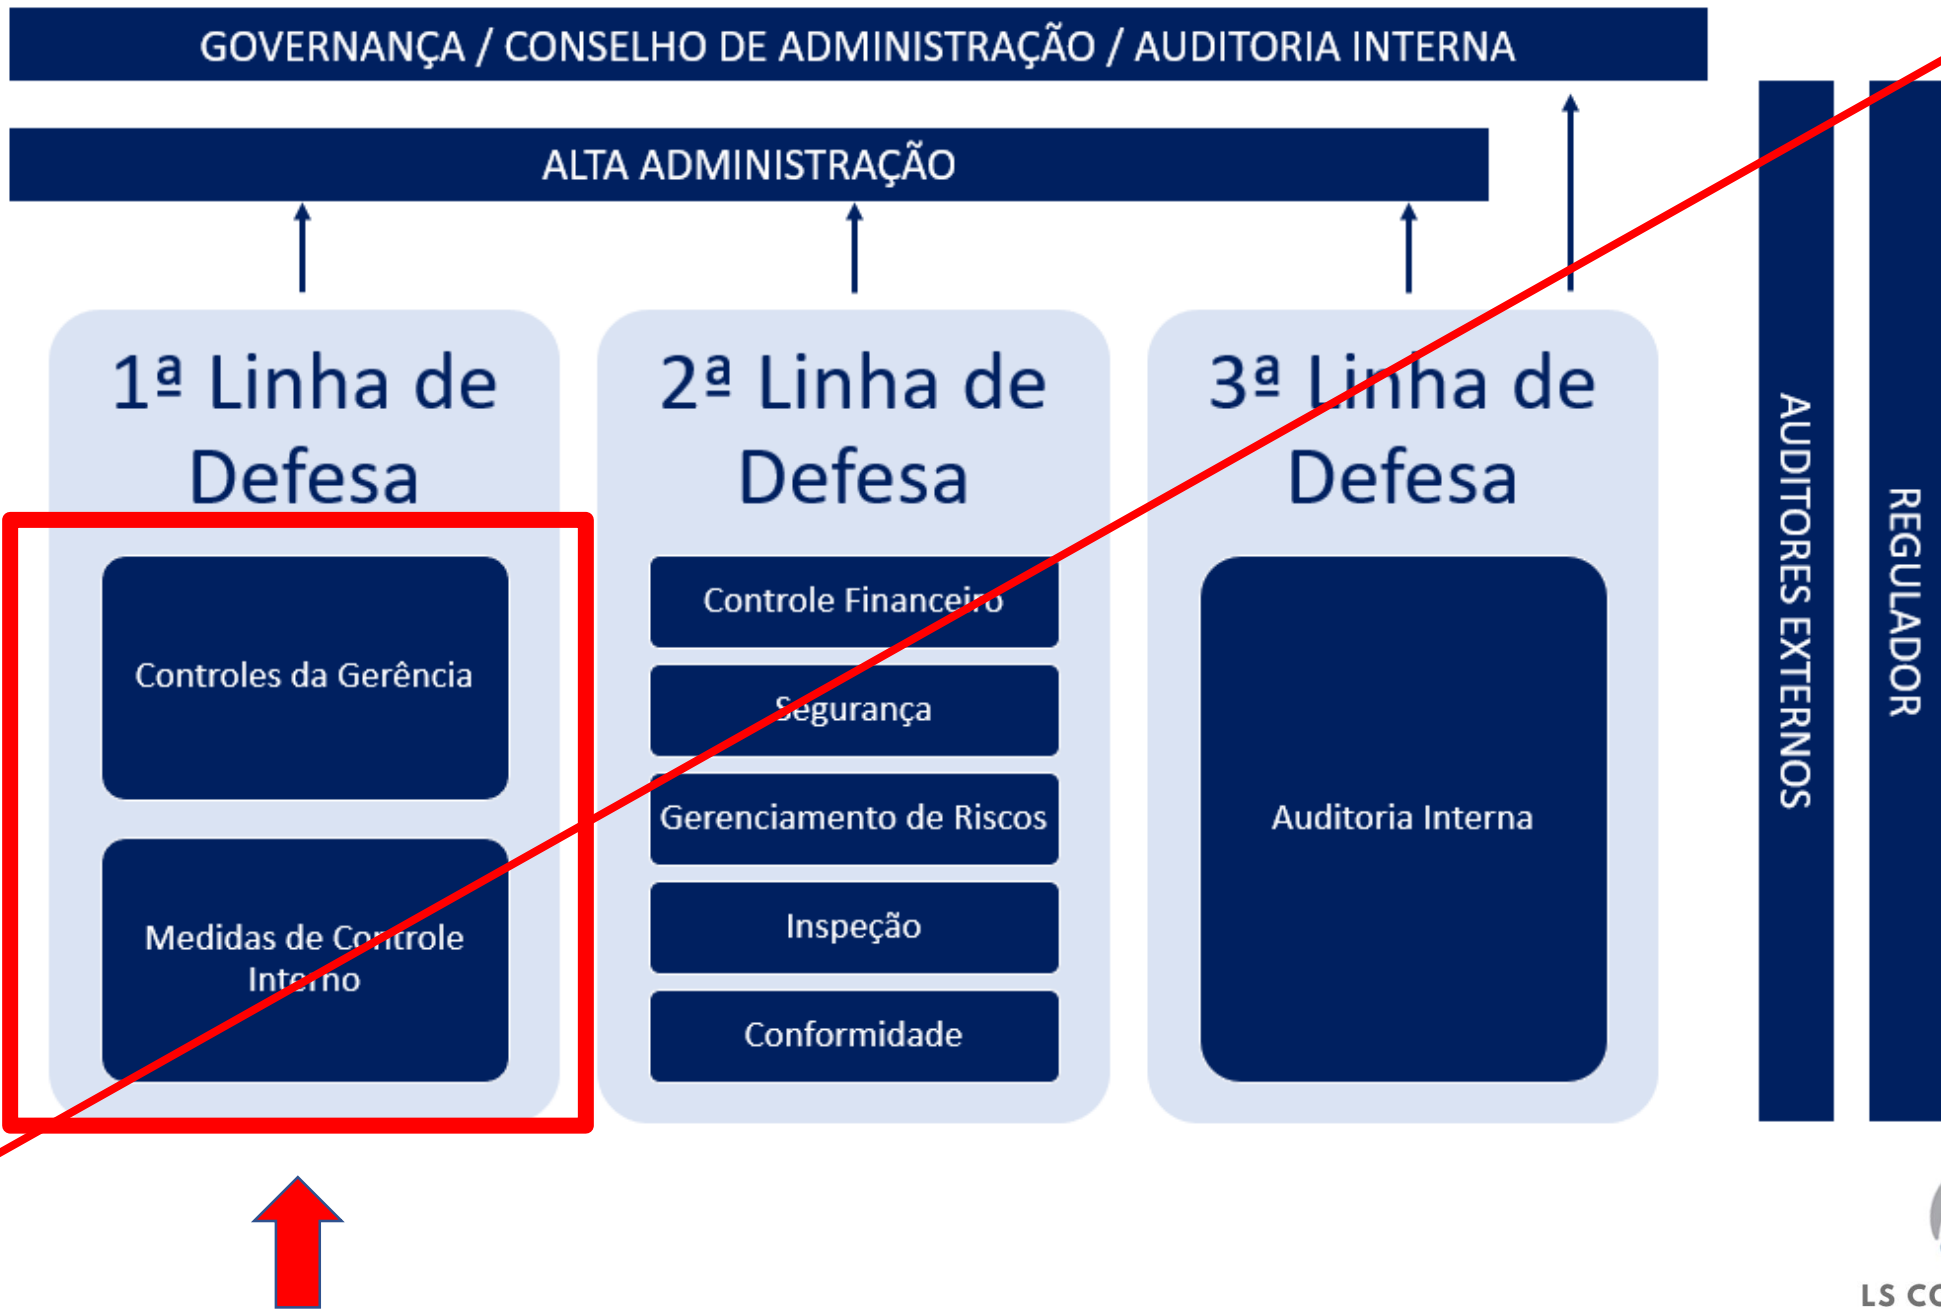 GOVERNANÇA / CONSELHO DE ADMINISTRAÇÃO / AUDITORIA INTERNA
ALTA ADMINISTRAÇÃO
1ª Linha de
Defesa
Controles da Gerência
Medidas de Controle
Interno
2ª Linha de
Defesa
Controle Financeiro
Segurança
Gerenciamento de Riscos
Inspeção
Conformidade
3ª Linha de
Defesa
Auditoria Interna
AUDITORES EXTERNOS
REGULADOR
LS